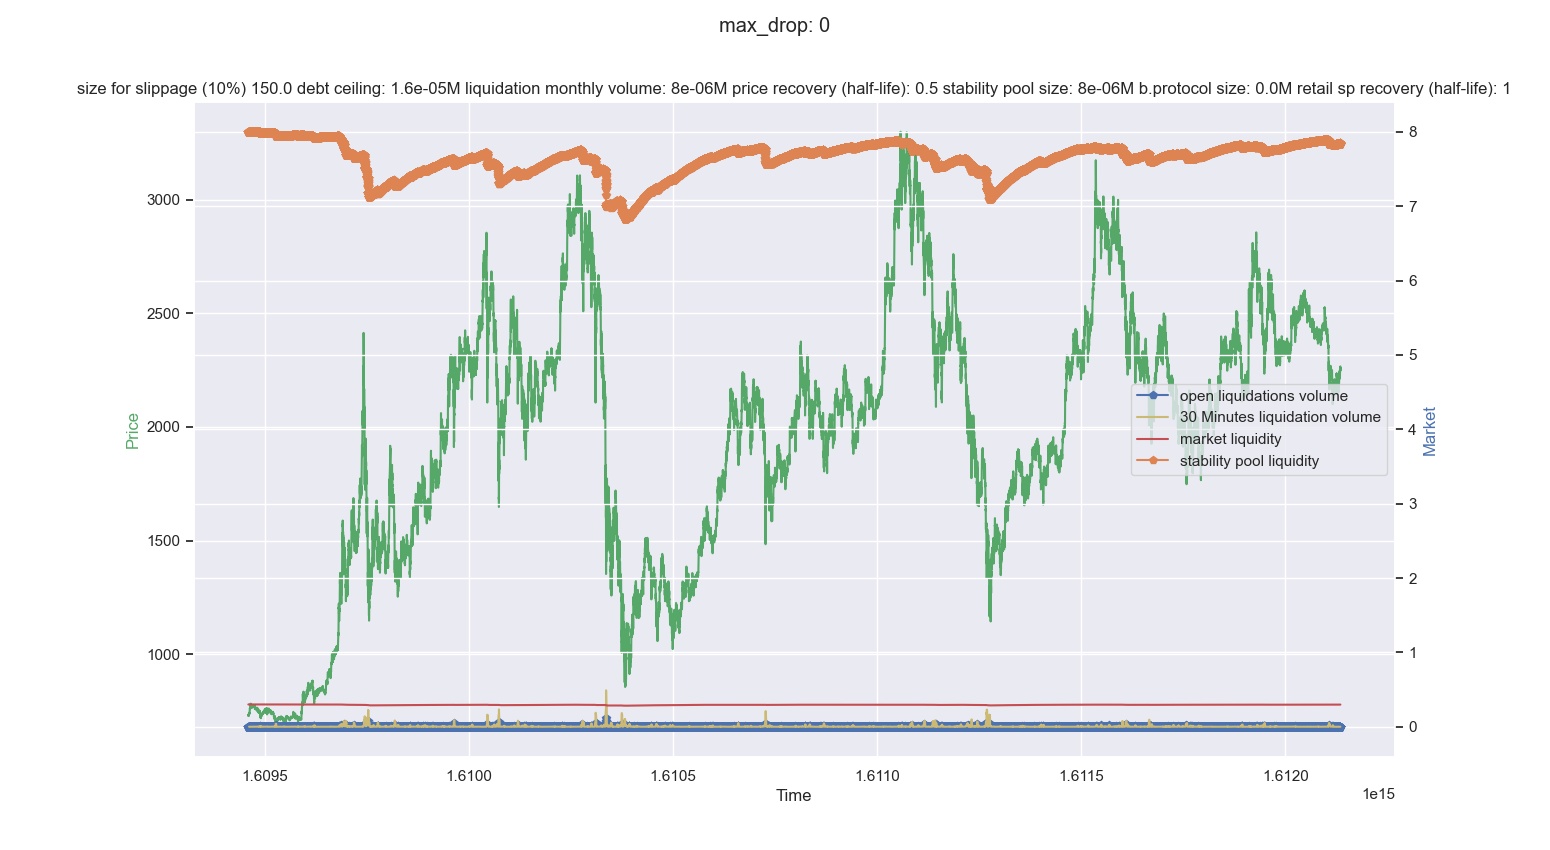 max_drop: 0
size for slippage (10%) 150.0 debt ceiling: 1.6e-05M liquidation monthly volume: 8e-06M price recovery (half-life): 0.5 stability pool size: 8e-06M b.protocol size: 0.0M retail sp recovery (half-life): 1
8
7
6
5
4
3
2
1
0
3000
2500
2000
1500
1000
Price
Market
open liquidations volume
30 Minutes liquidation volume
market liquidity
stability pool liquidity
1.6095
1.6100
1.6105
1.6110
1.6115
1.6120
Time
1e15